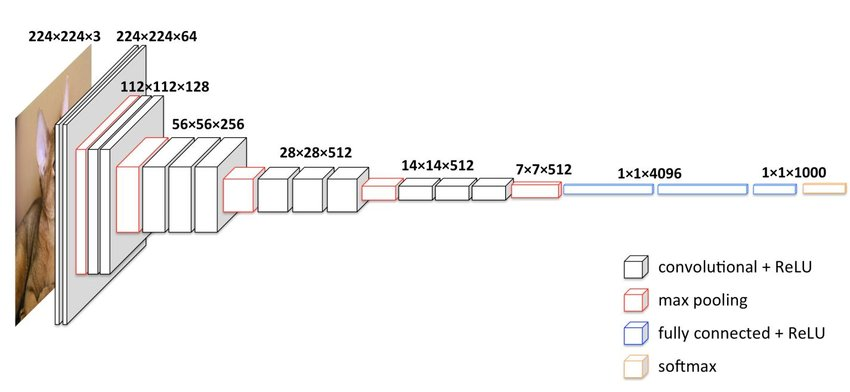 224×224×3
224×224×64
112×112×128
56×56×256
28×28×512
14×14×512
7×7×512
1×1×4096
1×1×1000
convolutional + ReLU
max pooling
fully connected + ReLU
softmax